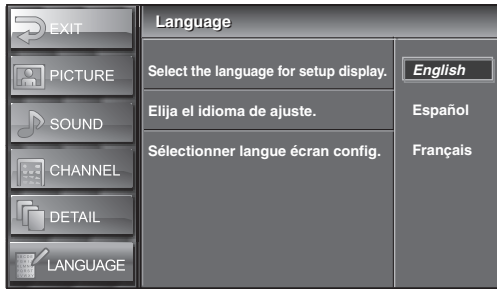 EXIT
PICTURE
SOUND
CHANNEL
DETAIL
LANGUAGE
Language
Select the language for setup display.
English
Elija el idioma de ajuste.
Español
Sélectionner langue écran config.
Français